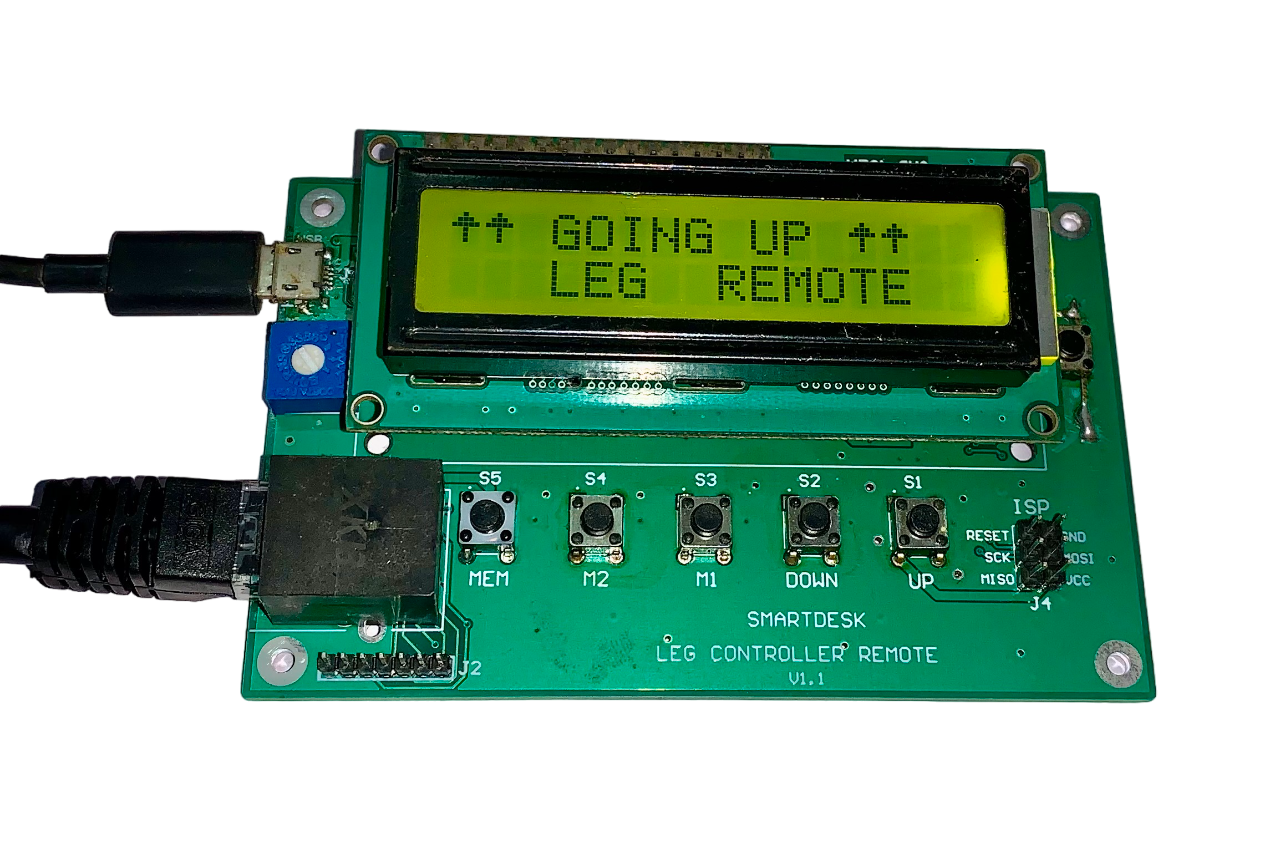 ↑↑ GOING UP ↑↑
LEG REMOTE
USB
S5 S4 S3 S2 S1
MEM M2 M1 DOWN UP
ISP
RESET GND
SCK MOSI
MISO VCC
J4
SMARTDESK
LEG CONTROLLER REMOTE
V1.1
J2